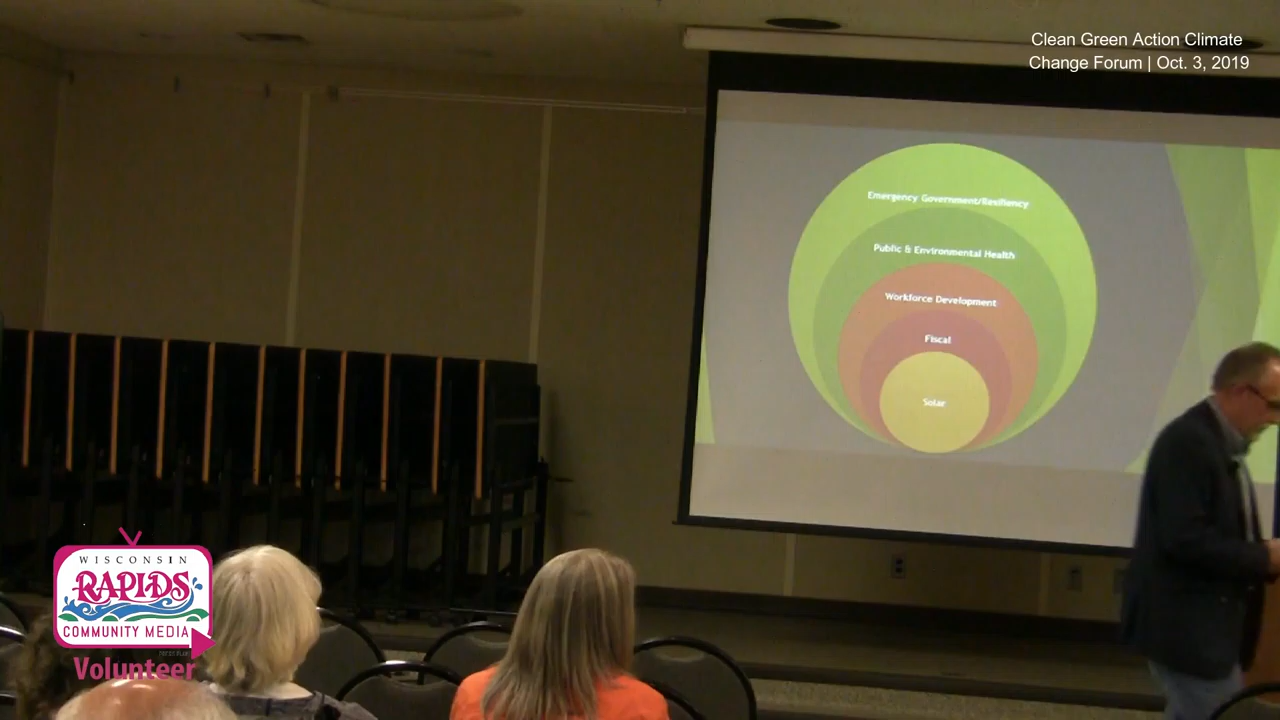 Clean Green Action Climate
Change Forum | Oct. 3, 2019
Emergency Government/Resiliency
Public & Environmental Health
Workforce Development
Fiscal
Solar
WISCONSIN
RAPIDS
COMMUNITY MEDIA
Volunteer